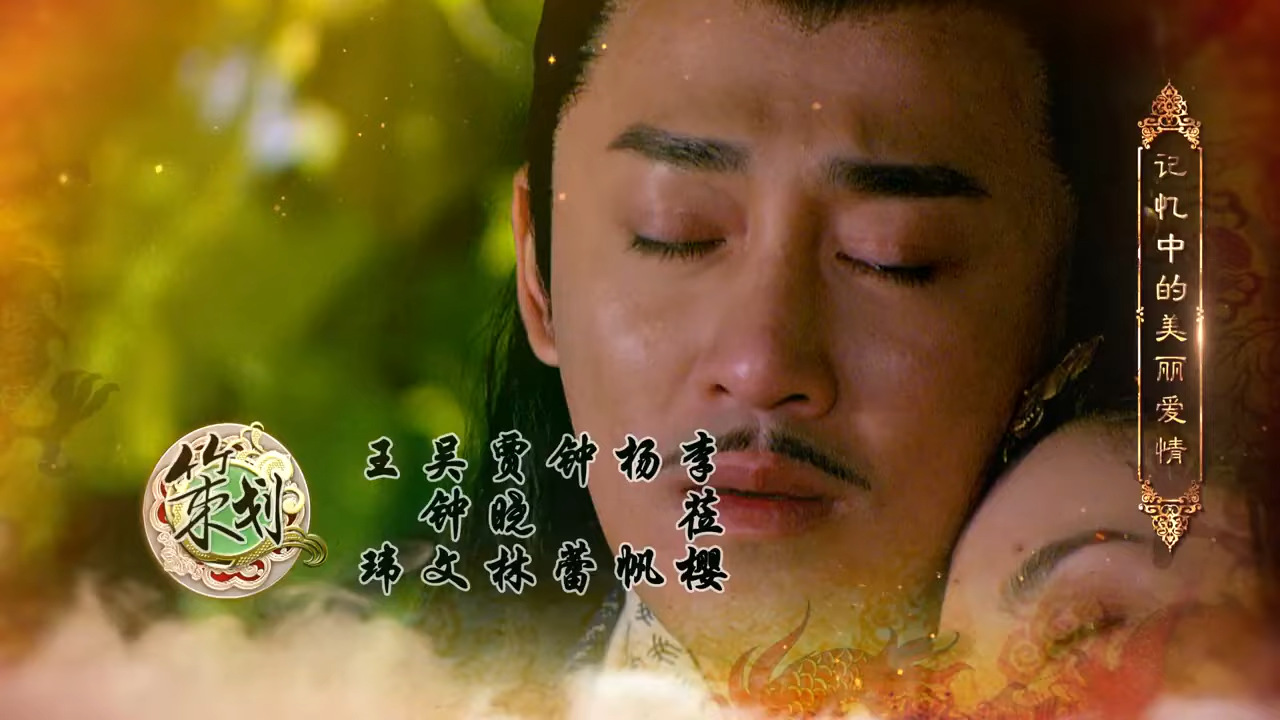 策划
王玮
吴钟文
贾晓林
钟蕾
杨帆
李莅樱
记忆中的美丽爱情